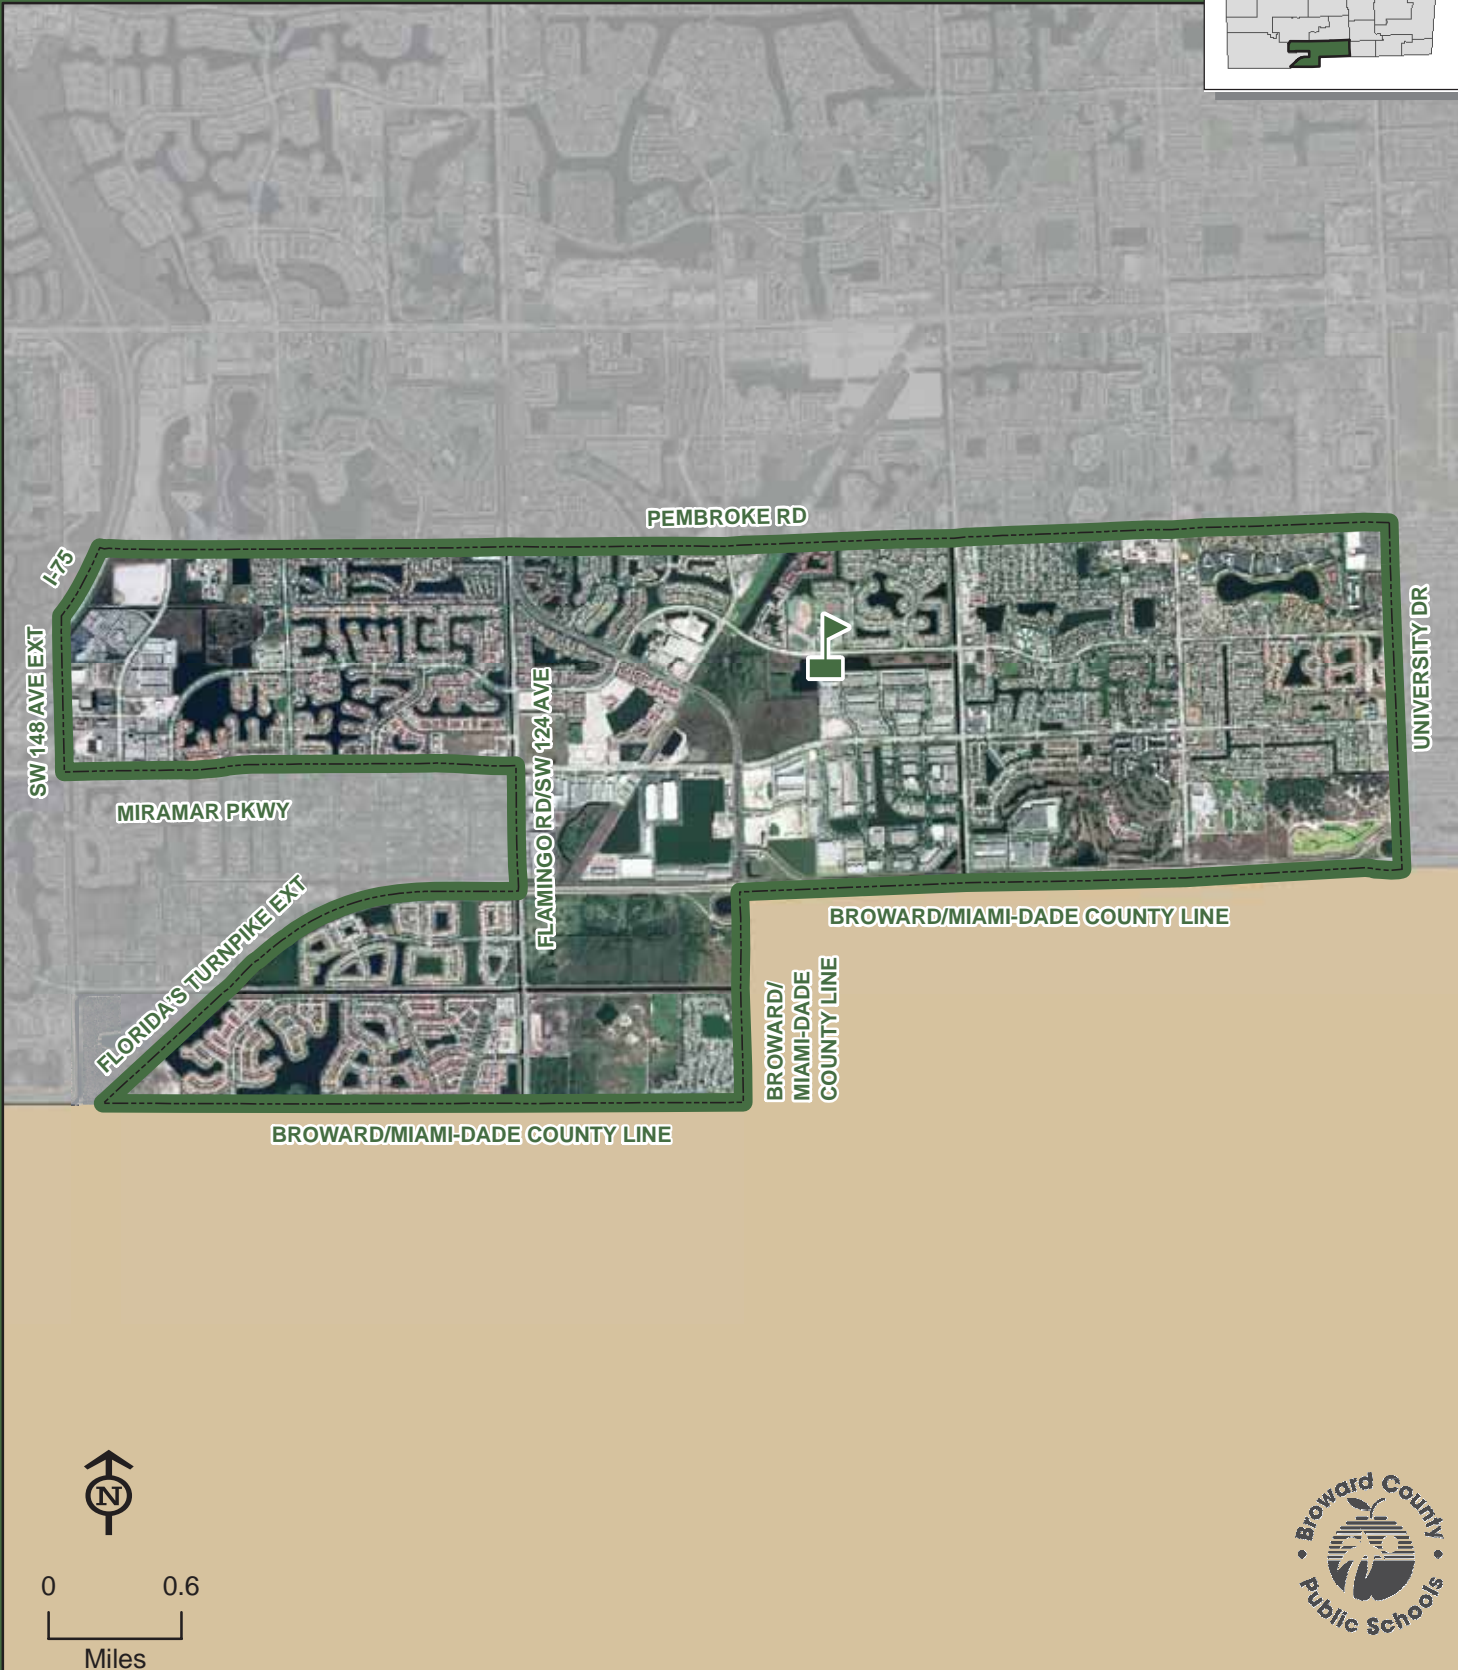 PEMBROKE RD
I-75
SW 148 AVE EXT
UNIVERSITY DR
FLAMINGO RD/SW 124 AVE
MIRAMAR PKWY
FLORIDA'S TURNPIKE EXT
BROWARD/MIAMI-DADE COUNTY LINE
BROWARD/
MIAMI-DADE
COUNTY LINE
BROWARD/MIAMI-DADE COUNTY LINE
N
0 0.6
Miles
Broward County
Public Schools